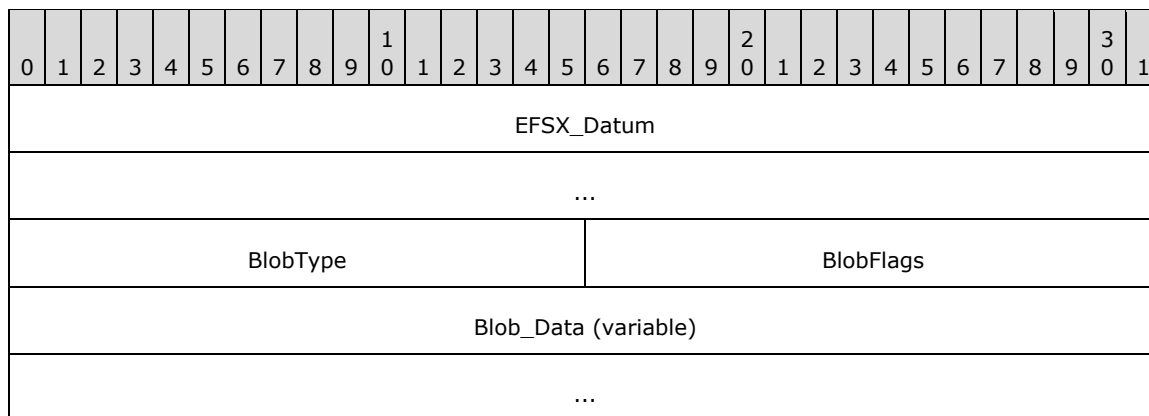 0 1 2 3 4 5 6 7 8 9 1 0 1 2 3 4 5 6 7 8 9 2 0 1 2 3 4 5 6 7 8 9 3 0 1
EFSX_Datum
...
BlobType BlobFlags
Blob_Data (variable)
...